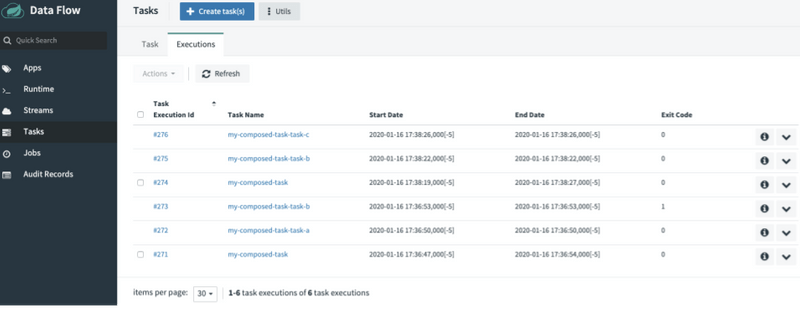 Data Flow
Quick Search
Apps
Runtime
Streams
Tasks
Jobs
Audit Records
Tasks
+ Create task(s)
Utils
Task
Executions
Actions
Refresh
Task
Execution Id Task Name Start Date End Date Exit Code
#276 my-composed-task-task-c 2020-01-16 17:38:26,000[-5] 2020-01-16 17:38:26,000[-5] 0
#275 my-composed-task-task-b 2020-01-16 17:38:22,000[-5] 2020-01-16 17:38:22,000[-5] 0
#274 my-composed-task 2020-01-16 17:38:19,000[-5] 2020-01-16 17:38:27,000[-5] 0
#273 my-composed-task-task-b 2020-01-16 17:36:53,000[-5] 2020-01-16 17:36:53,000[-5] 1
#272 my-composed-task-task-a 2020-01-16 17:36:50,000[-5] 2020-01-16 17:36:50,000[-5] 0
#271 my-composed-task 2020-01-16 17:36:47,000[-5] 2020-01-16 17:36:54,000[-5] 0
items per page: 30 1-6 task executions of 6 task executions